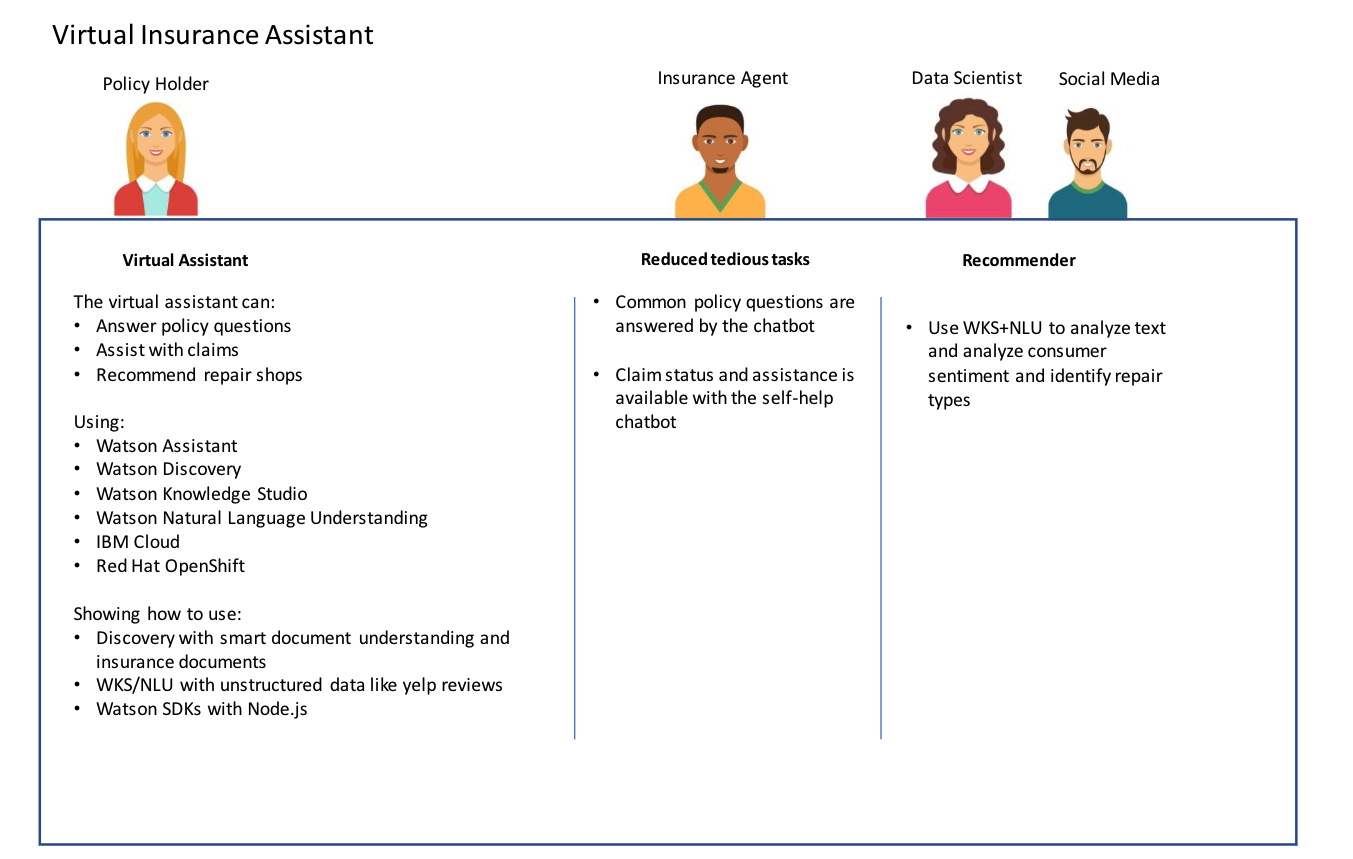 Virtual Insurance Assistant
Policy Holder
Insurance Agent
Data Scientist
Social Media
Virtual Assistant
The virtual assistant can:
• Answer policy questions
• Assist with claims
• Recommend repair shops
Using:
• Watson Assistant
• Watson Discovery
• Watson Knowledge Studio
• Watson Natural Language Understanding
• IBM Cloud
• Red Hat OpenShift
Showing how to use:
• Discovery with smart document understanding and
insurance documents
• WKS/NLU with unstructured data like yelp reviews
• Watson SDKs with Node.js
Reduced tedious tasks
• Common policy questions are
answered by the chatbot
• Claim status and assistance is
available with the self-help
chatbot
Recommender
• Use WKS+NLU to analyze text
and analyze consumer
sentiment and identify repair
types